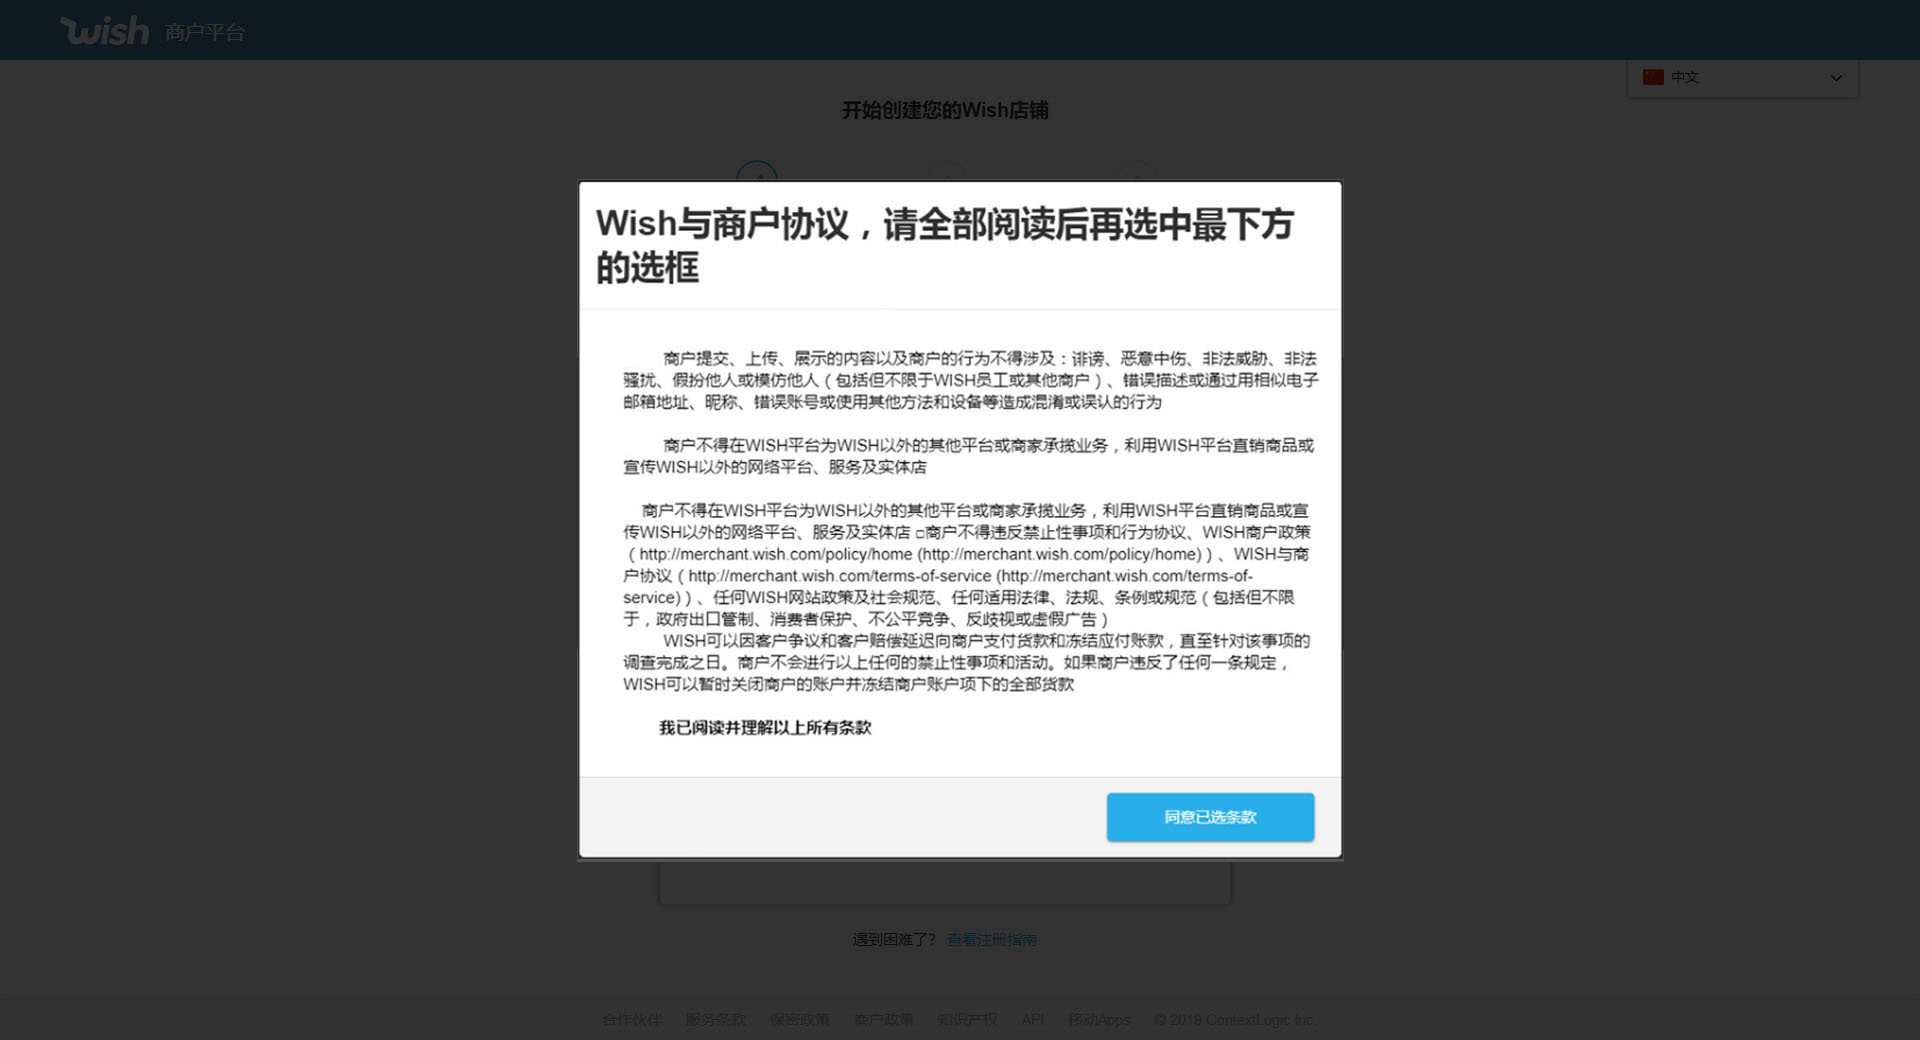 wish 商户平台
中文
开始创建您的Wish店铺
Wish与商户协议，请全部阅读后再选中最下方
的选框
商户提交、上传、展示的内容以及商户的行为不得涉及：诽谤、恶意中伤、非法威胁、非法
骚扰、假扮他人或模仿他人（包括但不限于WISH员工或其他商户）、错误描述或通过用相似电子
邮箱地址、昵称、错误账号或使用其他方法和设备等造成混淆或误认的行为
商户不得在WISH平台为WISH以外的其他平台或商家承揽业务，利用WISH平台直销商品或
宣传WISH以外的网络平台、服务及实体店
商户不得在WISH平台为WISH以外的其他平台或商家承揽业务，利用WISH平台直销商品或宣
传WISH以外的网络平台、服务及实体店 □商户不得违反禁止性事项和行为协议、WISH商户政策
（http://merchant.wish.com/policy/home (http://merchant.wish.com/policy/home)）、WISH与商
户协议（http://merchant.wish.com/terms-of-service (http://merchant.wish.com/terms-of-
service)）、任何WISH网站政策及社会规范、任何适用法律、法规、条例或规范（包括但不限
于，政府出口管制、消费者保护、不公平竞争、反歧视或虚假广告）
WISH可以因客户争议和客户赔偿延迟向商户支付货款和冻结应付账款，直至针对该事项的
调查完成之日。商户不会进行以上任何的禁止性事项和活动。如果商户违反了任何一条规定，
WISH可以暂时关闭商户的账户并冻结商户账户项下的全部货款
我已阅读并理解以上所有条款
同意已选条款
遇到困难了？ 查看注册指南
合作伙伴 服务条款 保密政策 商户政策 知识产权 API 移动Apps © 2019 ContextLogic Inc.